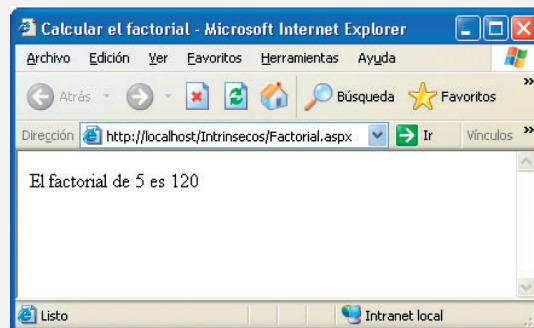 Calcular el factorial - Microsoft Internet Explorer
Archivo Edición Ver Favoritos Herramientas Ayuda
Atrás Búsqueda Favoritos »
Dirección http://localhost/Intrinsecos/Factorial.aspx Ir Vínculos »
El factorial de 5 es 120
Listo Intranet local